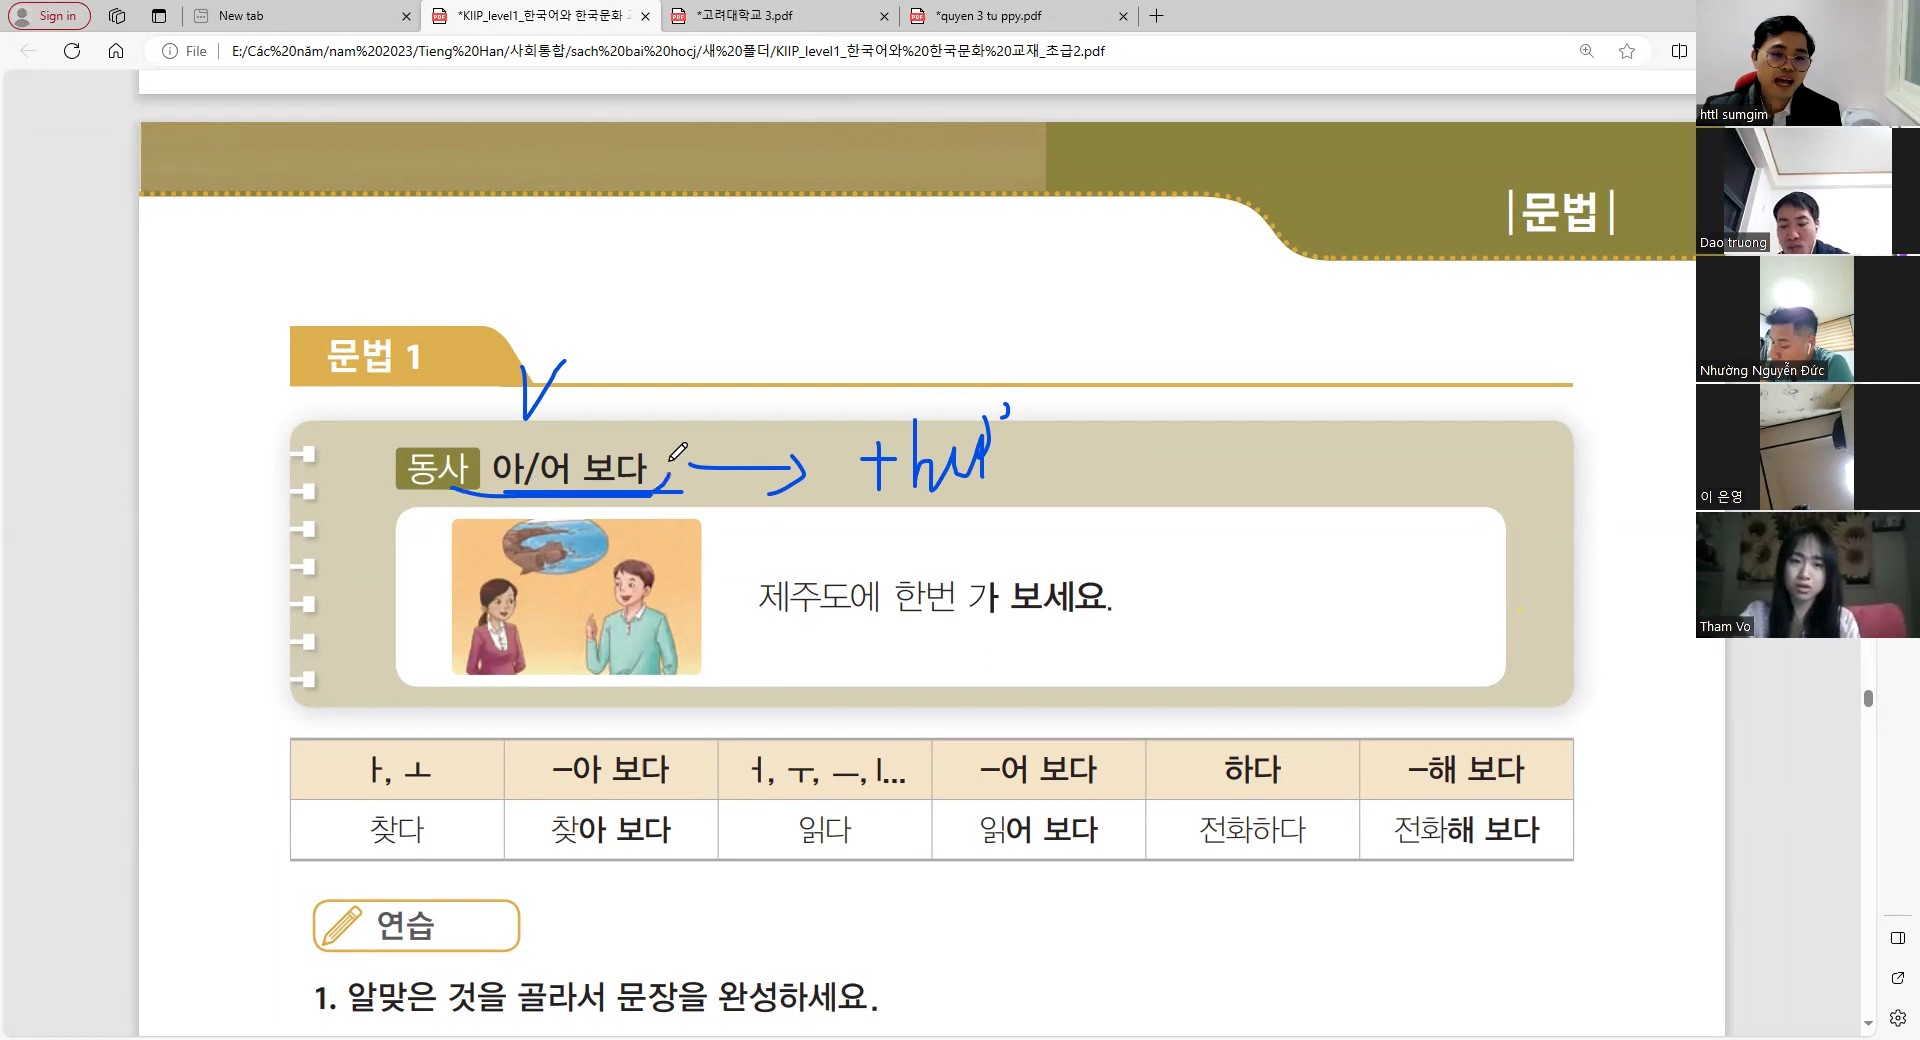 Sign in
New tab
*KIIP_level1_한국어와 한국문화
*고려대학교 3.pdf
*quyen 3 tu ppy.pdf
File
E:/Các%20năm/nam%202023/Tieng%20Han/사회통합/sach%20bai%20hocj/새%20폴더/KIIP_level1_한국어와%20한국문화%20교재_초급2.pdf
httl sumgim
Dao truong
Nhường Nguyễn Đức
이 은영
Tham Vo
|문법|
문법 1
V
동사 아/어 보다
+ thử
제주도에 한번 가 보세요.
ㅏ, ㅗ –아 보다 ㅓ, ㅜ, ㅡ, ㅣ... –어 보다 하다 –해 보다
찾다 찾아 보다 읽다 읽어 보다 전화하다 전화해 보다
연습
1. 알맞은 것을 골라서 문장을 완성하세요.